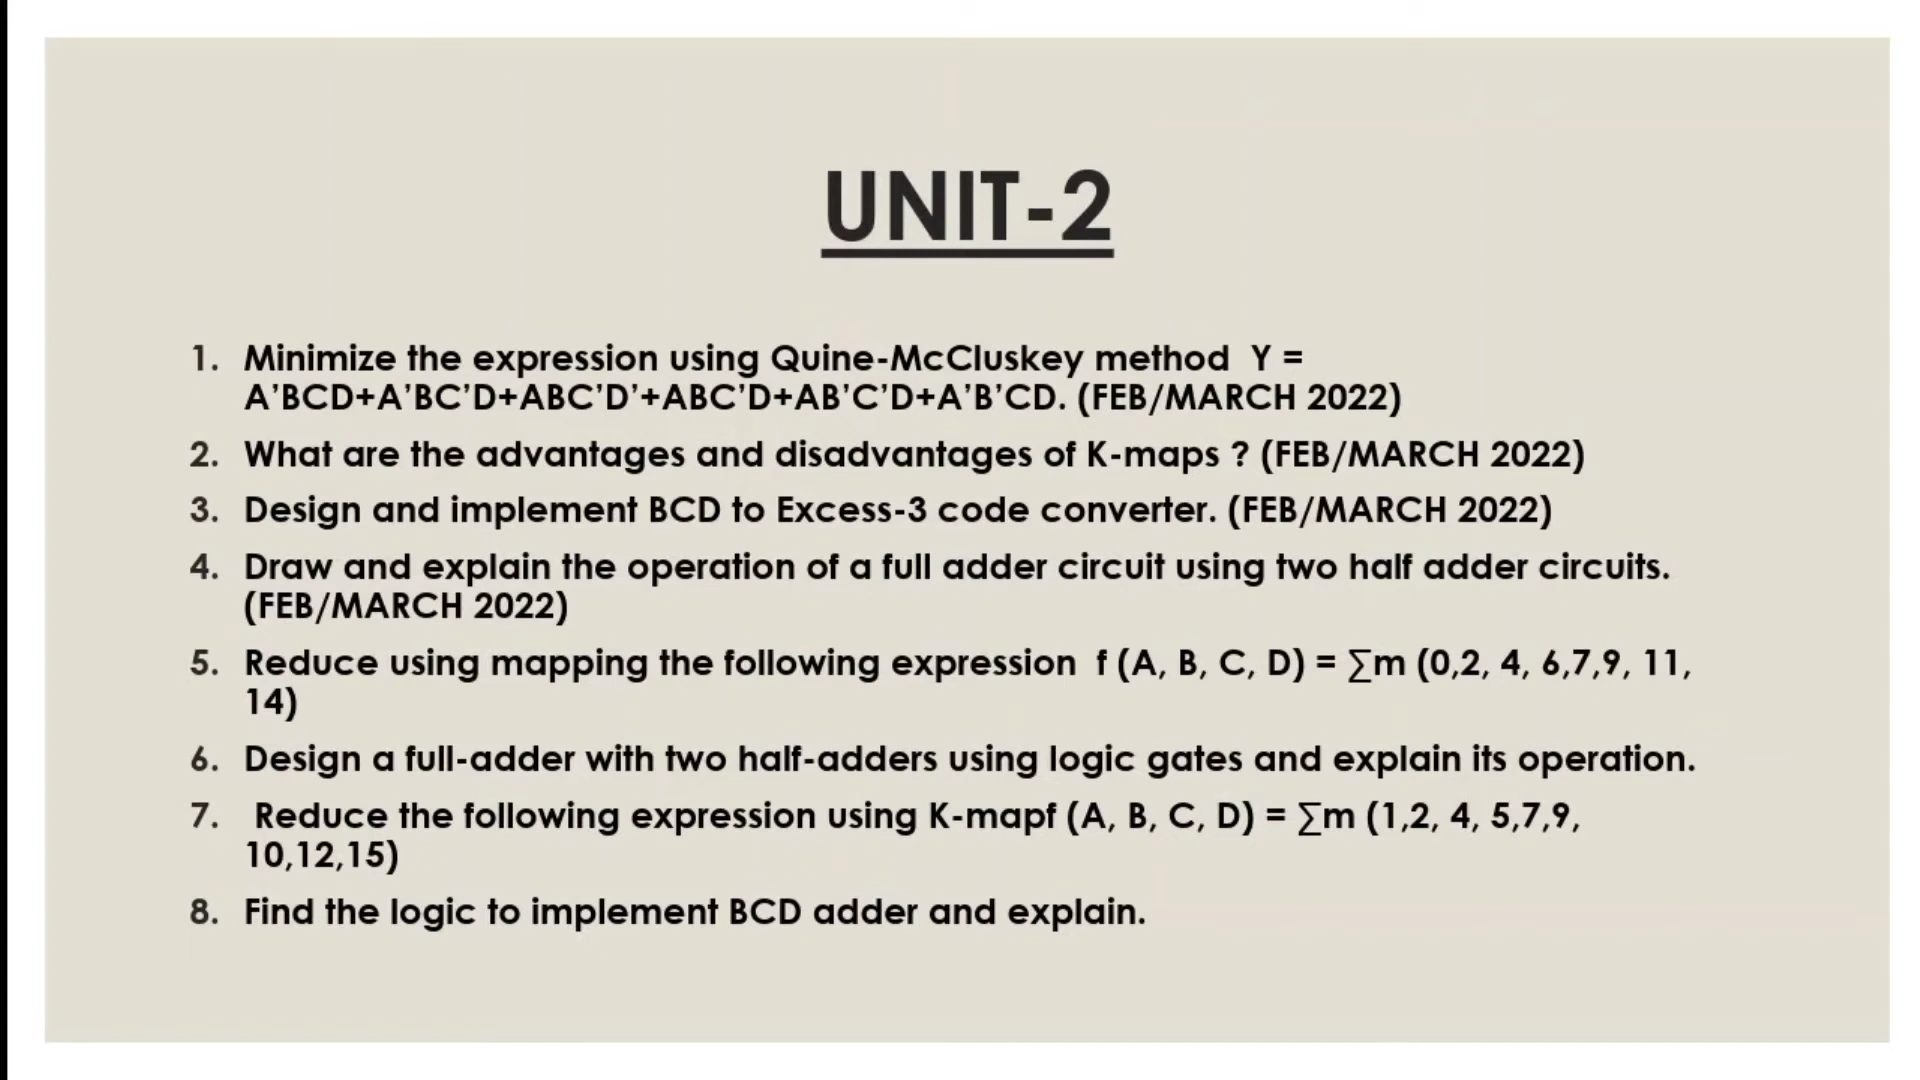 UNIT-2
1. Minimize the expression using Quine-McCluskey method Y =
A’BCD+A’BC’D+ABC’D’+ABC’D+AB’C’D+A’B’CD. (FEB/MARCH 2022)
2. What are the advantages and disadvantages of K-maps ? (FEB/MARCH 2022)
3. Design and implement BCD to Excess-3 code converter. (FEB/MARCH 2022)
4. Draw and explain the operation of a full adder circuit using two half adder circuits.
(FEB/MARCH 2022)
5. Reduce using mapping the following expression f (A, B, C, D) = ∑m (0,2, 4, 6,7,9, 11,
14)
6. Design a full-adder with two half-adders using logic gates and explain its operation.
7. Reduce the following expression using K-mapf (A, B, C, D) = ∑m (1,2, 4, 5,7,9,
10,12,15)
8. Find the logic to implement BCD adder and explain.